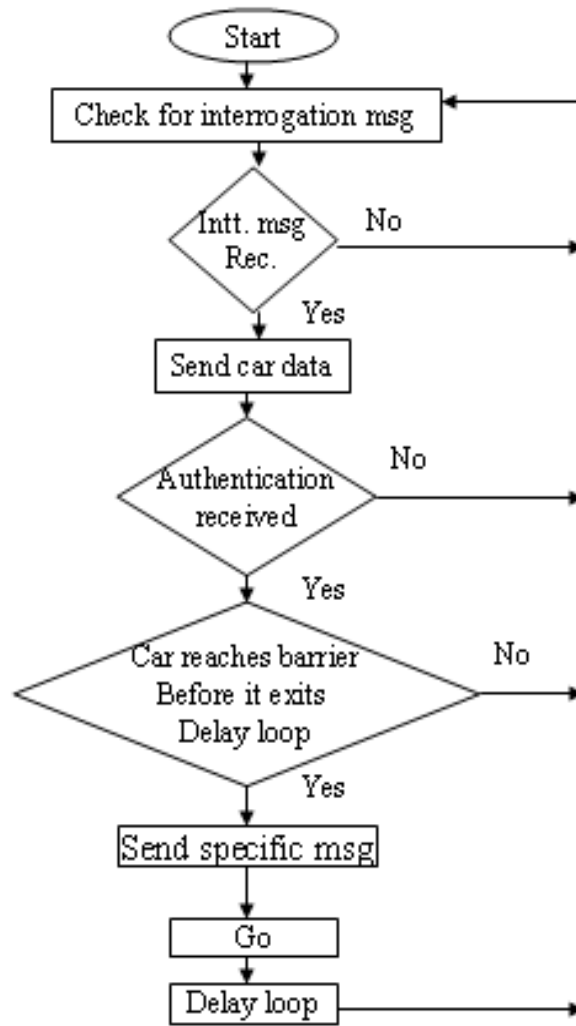 Start
Check for interrogation msg
Intt. msg
Rec.
No
Yes
Send car data
Authentication
received
No
Yes
Car reaches barrier
Before it exits
Delay loop
No
Yes
Send specific msg
Go
Delay loop